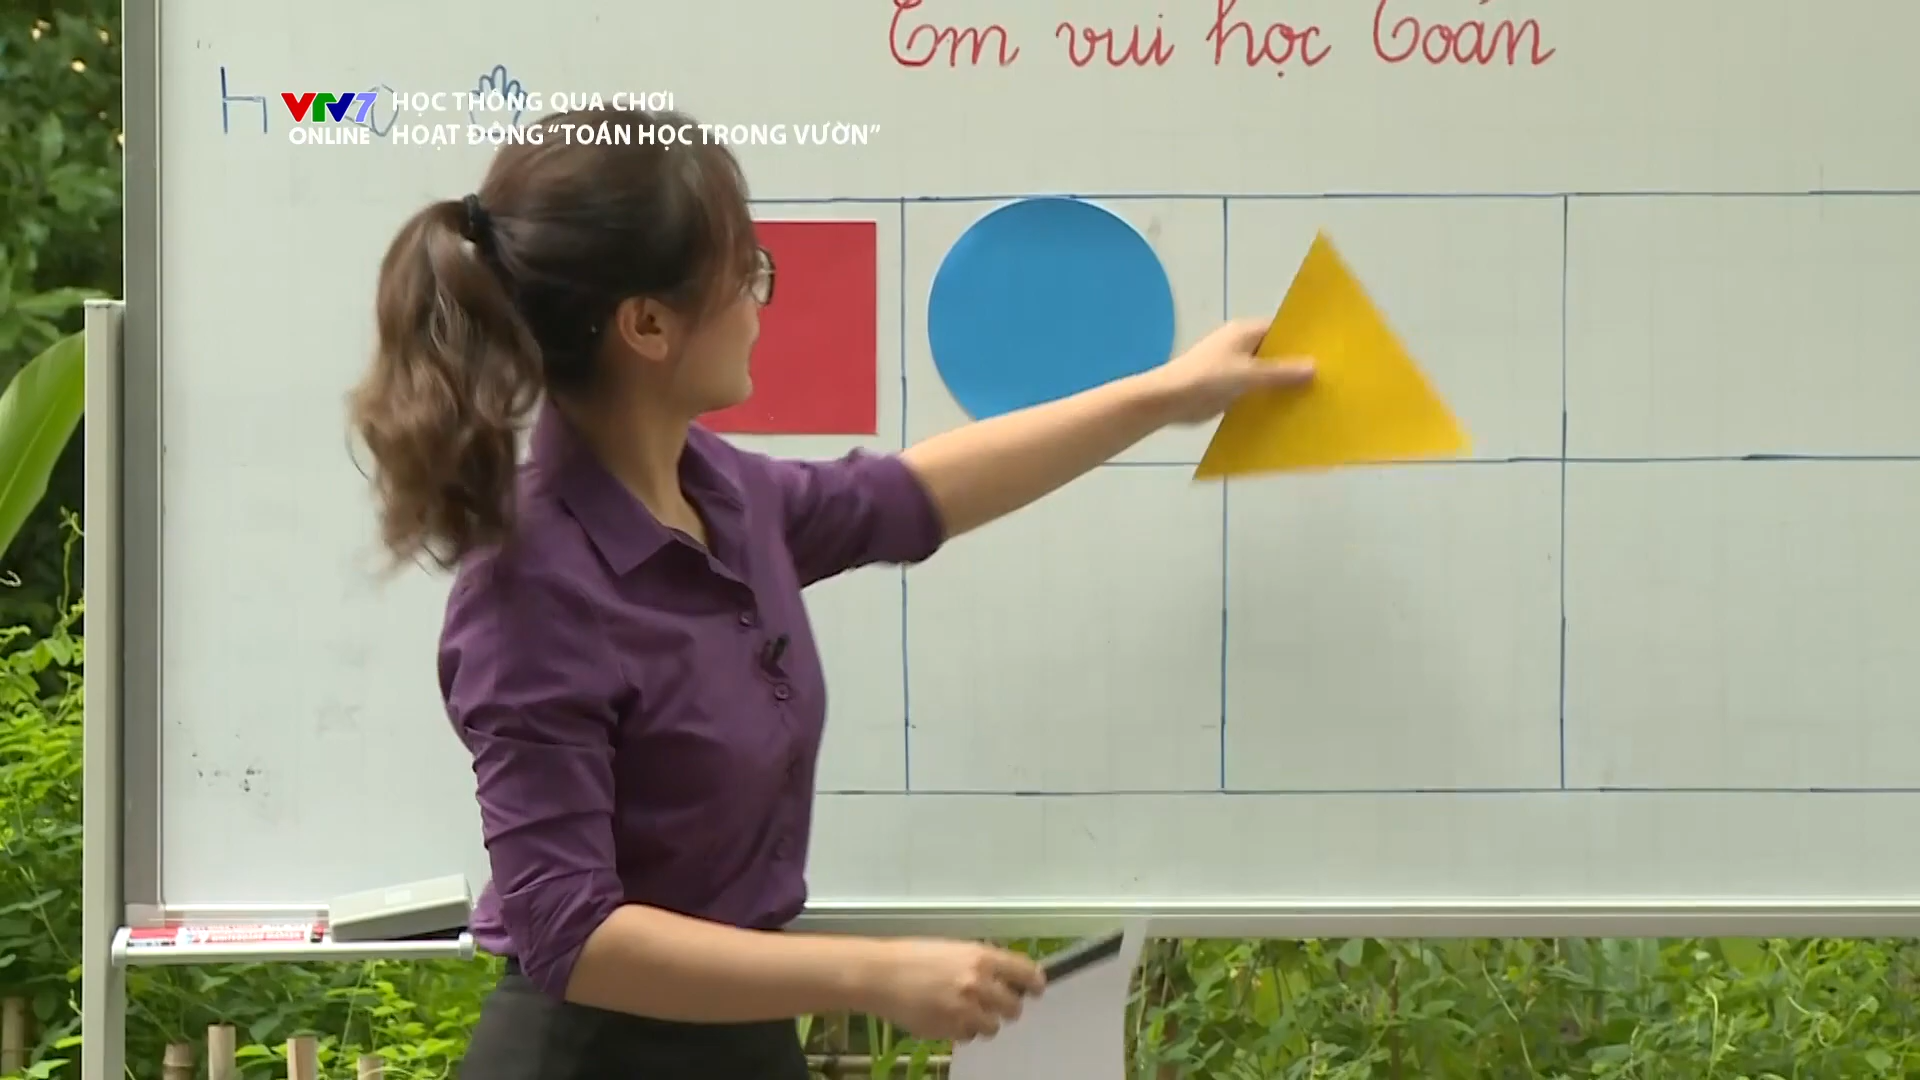 Em vui học Toán
VTV7 HỌC THÔNG QUA CHƠI
ONLINE HOẠT ĐỘNG “TOÁN HỌC TRONG VƯỜN”